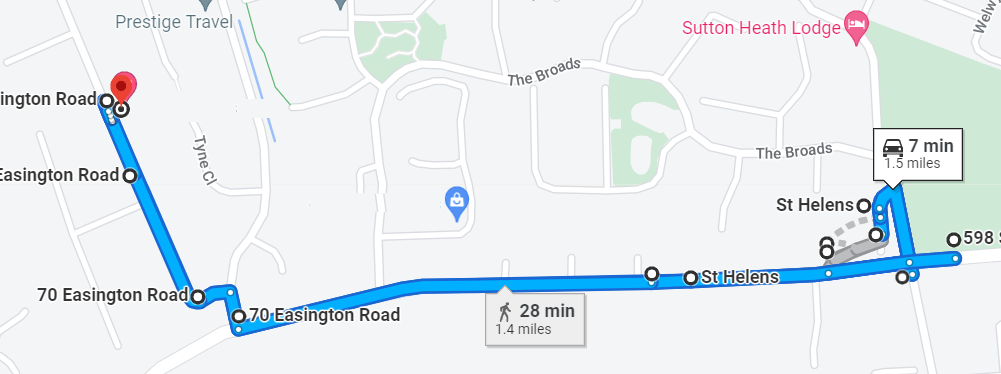 Prestige Travel
Sutton Heath Lodge
Welwy
The Broads
ington Road
Tyne Cl
7 min
1.5 miles
The Broads
Easington Road
St Helens
598 S
St Helens
70 Easington Road
70 Easington Road
28 min
1.4 miles